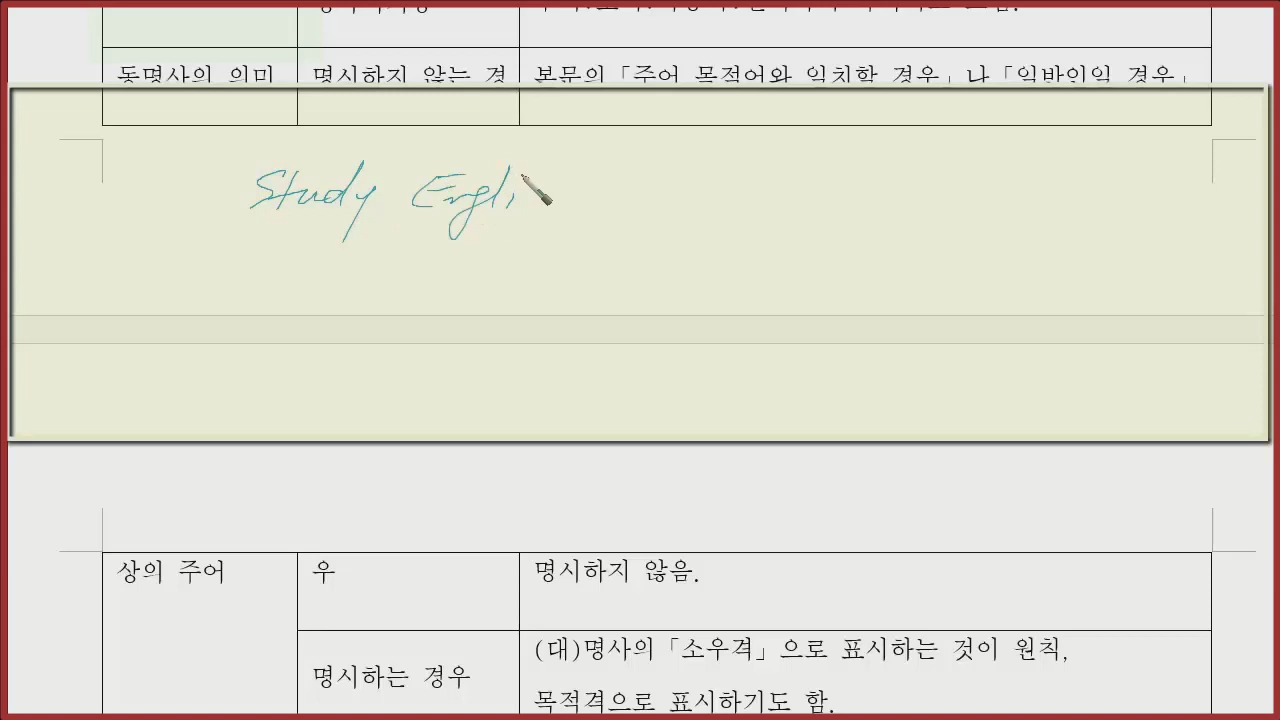 동명사의 의미 명시하지 않는 경 본문의 「주어 목적어와 일치할 경우」나 「일반인일 경우」
Study Engli
상의 주어 우 명시하지 않음.
명시하는 경우 (대)명사의 「소우격」으로 표시하는 것이 원칙,
목적격으로 표시하기도 함.